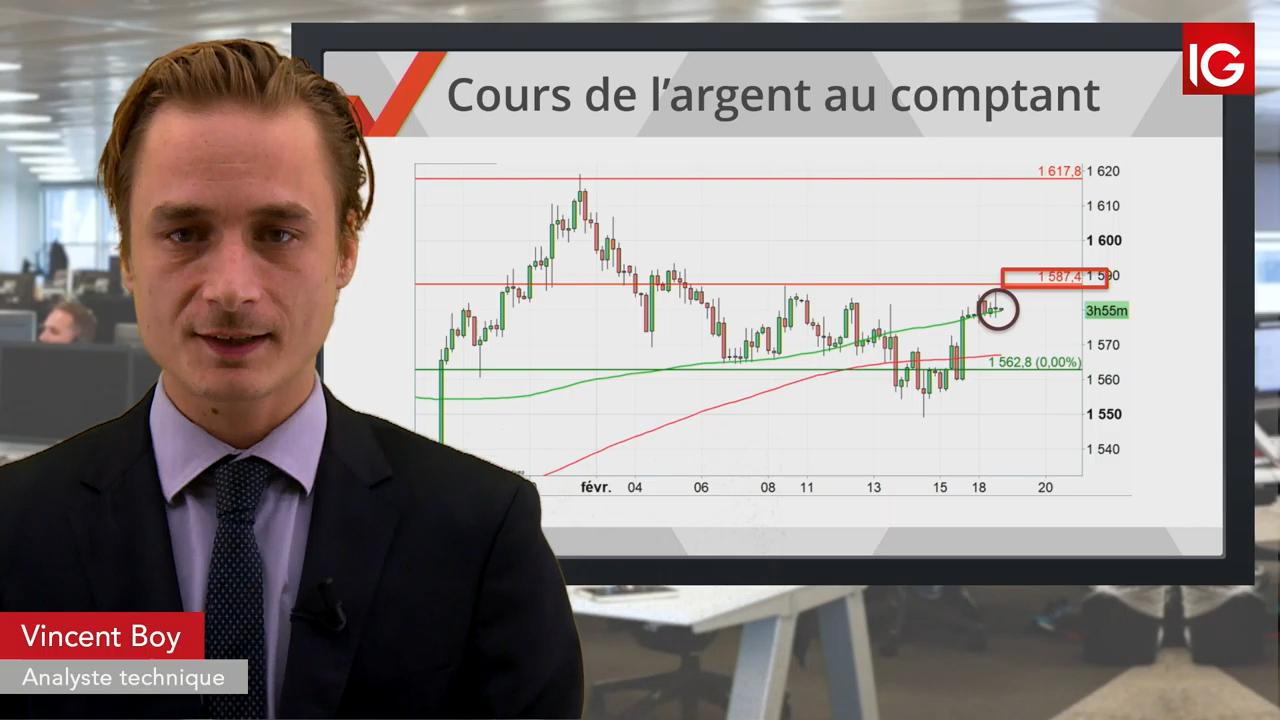 IG
Cours de l’argent au comptant
1 617,8
1 620
1 610
1 600
1 587,4
1 590
3h55m
1 570
1 562,8 (0,00%)
1 560
1 550
1 540
févr. 04 06 08 11 13 15 18 20
Vincent Boy
Analyste technique